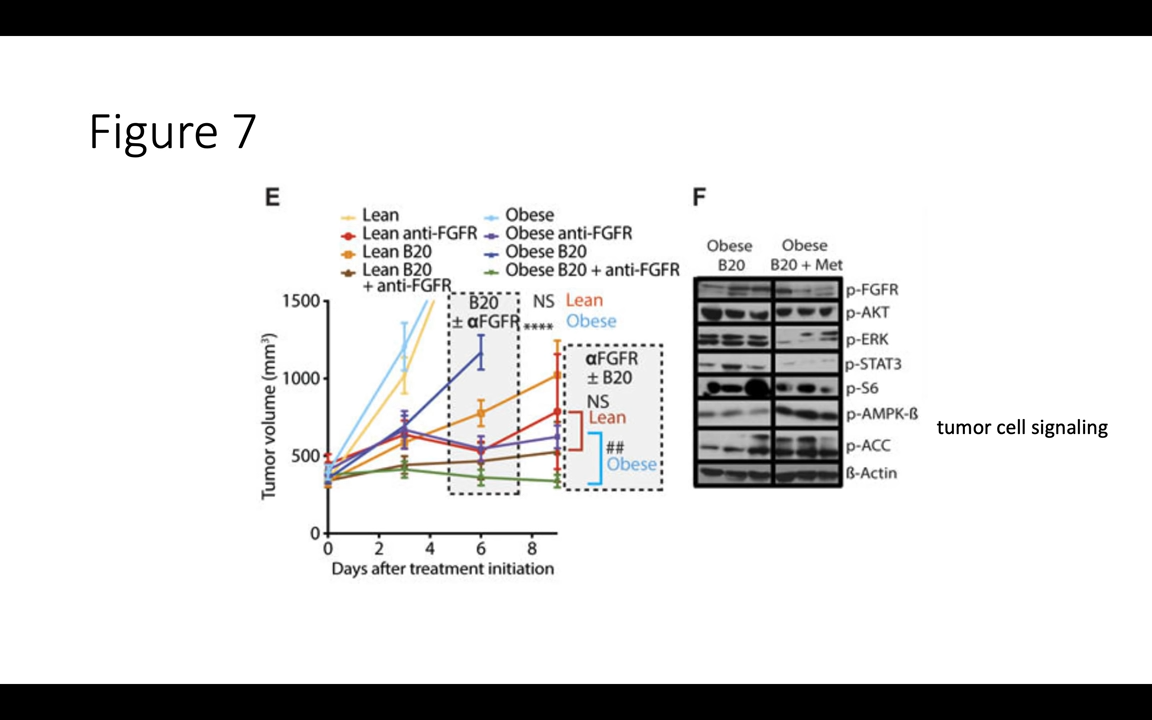 Figure 7
E
Lean
Lean anti-FGFR
Lean B20
Lean B20
+ anti-FGFR
Obese
Obese anti-FGFR
Obese B20
Obese B20 + anti-FGFR
Tumor volume (mm³)
1500
1000
500
0
0 2 4 6 8
Days after treatment initiation
B20
± αFGFR
NS Lean
**** Obese
αFGFR
± B20
NS
Lean
##
Obese
F
Obese
B20
Obese
B20 + Met
p-FGFR
p-AKT
p-ERK
p-STAT3
p-S6
p-AMPK-ß
p-ACC
ß-Actin
tumor cell signaling